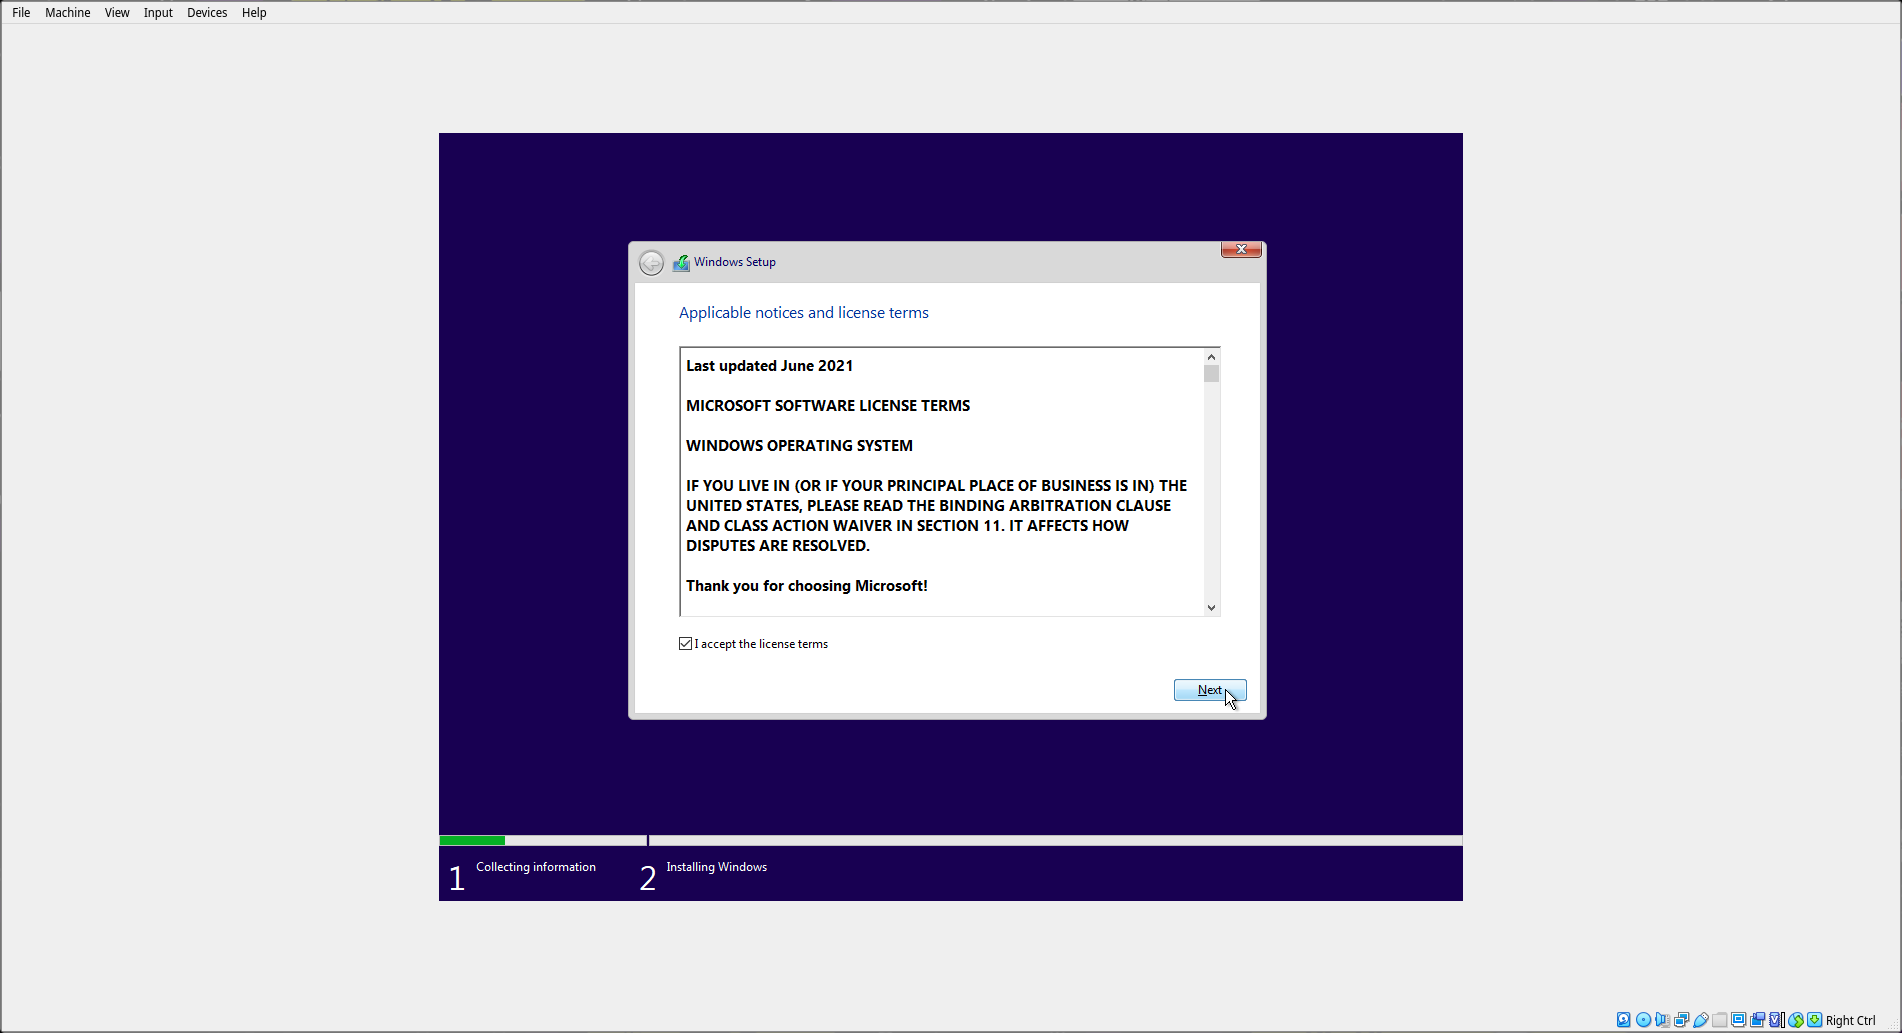 File Machine View Input Devices Help
Windows Setup
Applicable notices and license terms
Last updated June 2021
MICROSOFT SOFTWARE LICENSE TERMS
WINDOWS OPERATING SYSTEM
IF YOU LIVE IN (OR IF YOUR PRINCIPAL PLACE OF BUSINESS IS IN) THE
UNITED STATES, PLEASE READ THE BINDING ARBITRATION CLAUSE
AND CLASS ACTION WAIVER IN SECTION 11. IT AFFECTS HOW
DISPUTES ARE RESOLVED.
Thank you for choosing Microsoft!
I accept the license terms
Next
1 Collecting information 2 Installing Windows
Right Ctrl